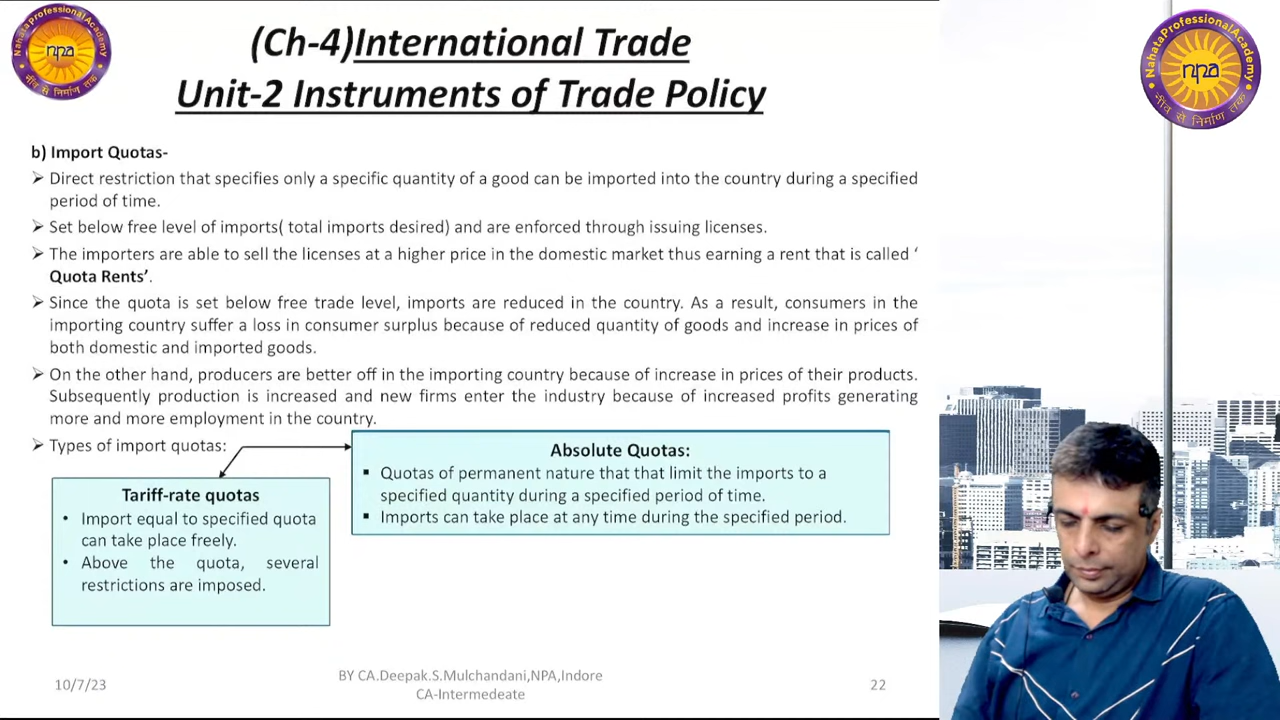 (Ch-4)International Trade
Unit-2 Instruments of Trade Policy
NahataProfessionalAcademy
npa
नींव से निर्माण तक
NahataProfessionalAcademy
npa
नींव से निर्माण तक
b) Import Quotas-
➢ Direct restriction that specifies only a specific quantity of a good can be imported into the country during a specified
period of time.
➢ Set below free level of imports( total imports desired) and are enforced through issuing licenses.
➢ The importers are able to sell the licenses at a higher price in the domestic market thus earning a rent that is called ‘
Quota Rents’.
➢ Since the quota is set below free trade level, imports are reduced in the country. As a result, consumers in the
importing country suffer a loss in consumer surplus because of reduced quantity of goods and increase in prices of
both domestic and imported goods.
➢ On the other hand, producers are better off in the importing country because of increase in prices of their products.
Subsequently production is increased and new firms enter the industry because of increased profits generating
more and more employment in the country.
➢ Types of import quotas:
Absolute Quotas:
▪ Quotas of permanent nature that that limit the imports to a
specified quantity during a specified period of time.
▪ Imports can take place at any time during the specified period.
Tariff-rate quotas
• Import equal to specified quota
can take place freely.
• Above the quota, several
restrictions are imposed.
10/7/23
BY CA.Deepak.S.Mulchandani,NPA,Indore
CA-Intermedeate
22